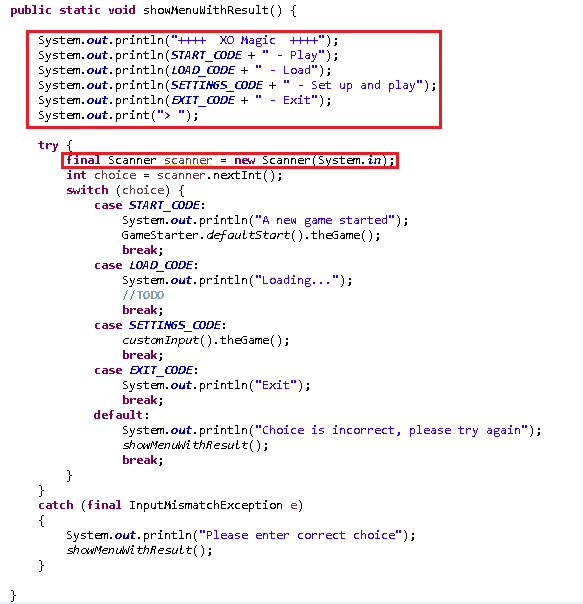 public static void showMenuWithResult() {
System.out.println("++++  XO Magic  ++++");
System.out.println(START_CODE + " - Play");
System.out.println(LOAD_CODE + " - Load");
System.out.println(SETTINGS_CODE + " - Set up and play");
System.out.println(EXIT_CODE + " - Exit");
System.out.print("> ");
try {
final Scanner scanner = new Scanner(System.in);
int choice = scanner.nextInt();
switch (choice) {
case START_CODE:
System.out.println("A new game started");
GameStarter.defaultStart().theGame();
break;
case LOAD_CODE:
System.out.println("Loading...");
//TODO
break;
case SETTINGS_CODE:
customInput().theGame();
break;
case EXIT_CODE:
System.out.println("Exit");
break;
default:
System.out.println("Choice is incorrect, please try again");
showMenuWithResult();
break;
}
}
catch (final InputMismatchException e)
{
System.out.println("Please enter correct choice");
showMenuWithResult();
}
}